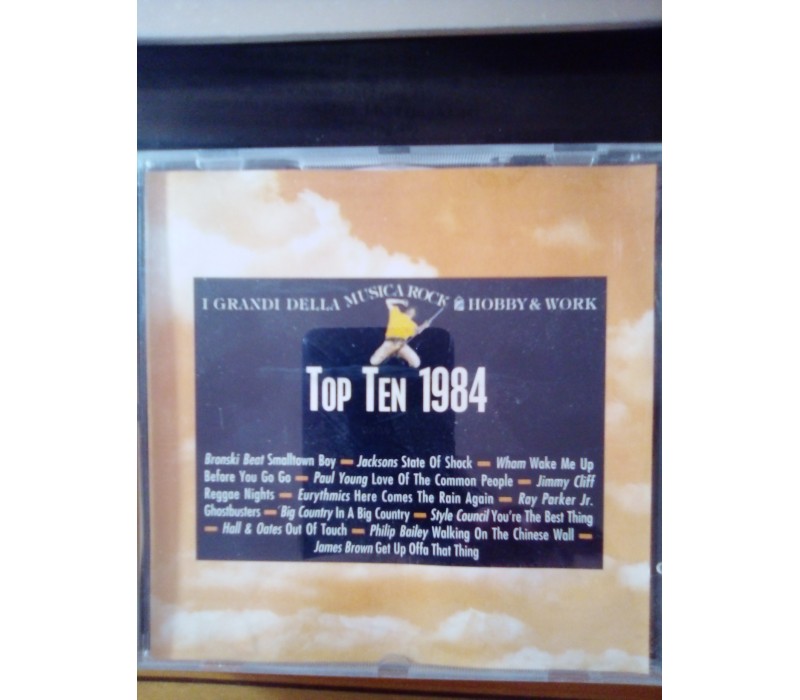 I GRANDI DELLA MUSICA ROCK HOBBY & WORK
TOP TEN 1984
Bronski Beat Smalltown Boy — Jacksons State Of Shock — Wham Wake Me Up
Before You Go Go — Paul Young Love Of The Common People — Jimmy Cliff
Reggae Nights — Eurythmics Here Comes The Rain Again — Ray Parker Jr.
Ghostbusters — Big Country In A Big Country — Style Council You're The Best Thing
— Hall & Oates Out Of Touch — Philip Bailey Walking On The Chinese Wall —
James Brown Get Up Offa That Thing